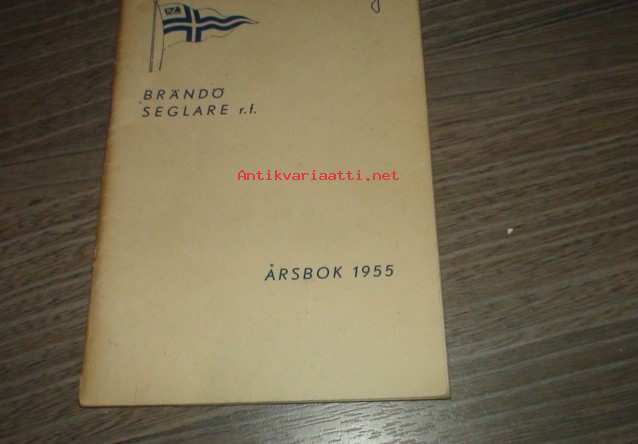 BRÄNDÖ
SEGLARE r.f.
Antikvariaatti.net
ÅRSBOK 1955